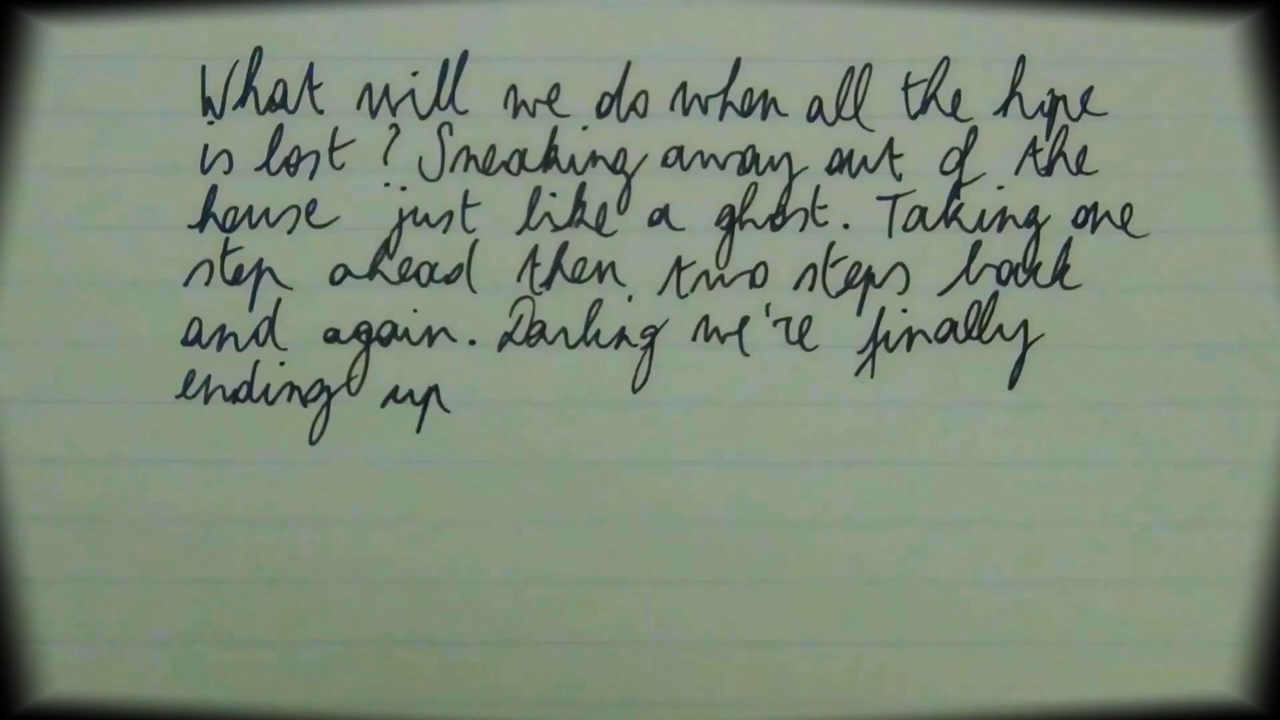 What will we do when all the hope
is lost? Sneaking away out of the
house just like a ghost. Taking one
step ahead then two steps back
and again. Darling we're finally
ending up